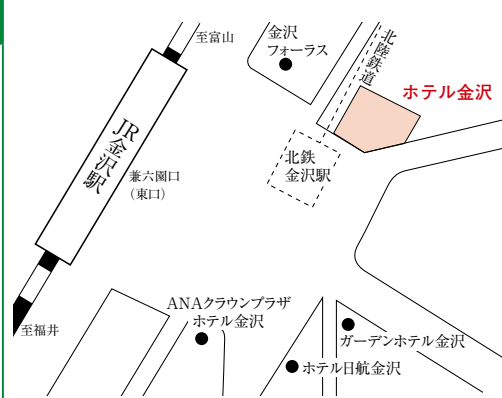 至富山
金沢
フォーラス
北陸鉄道
ホテル金沢
JR金沢駅
兼六園口
(東口)
北鉄
金沢駅
至福井
ANAクラウンプラザ
ホテル金沢
ガーデンホテル金沢
ホテル日航金沢